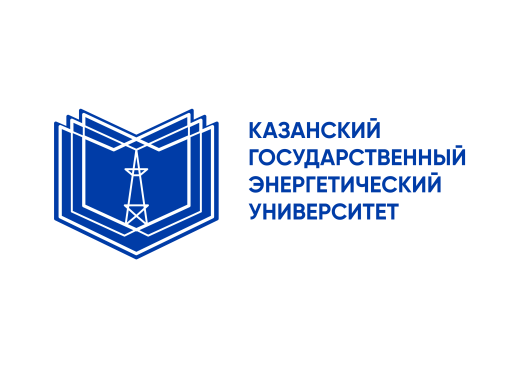 КАЗАНСКИЙ
ГОСУДАРСТВЕННЫЙ
ЭНЕРГЕТИЧЕСКИЙ
УНИВЕРСИТЕТ